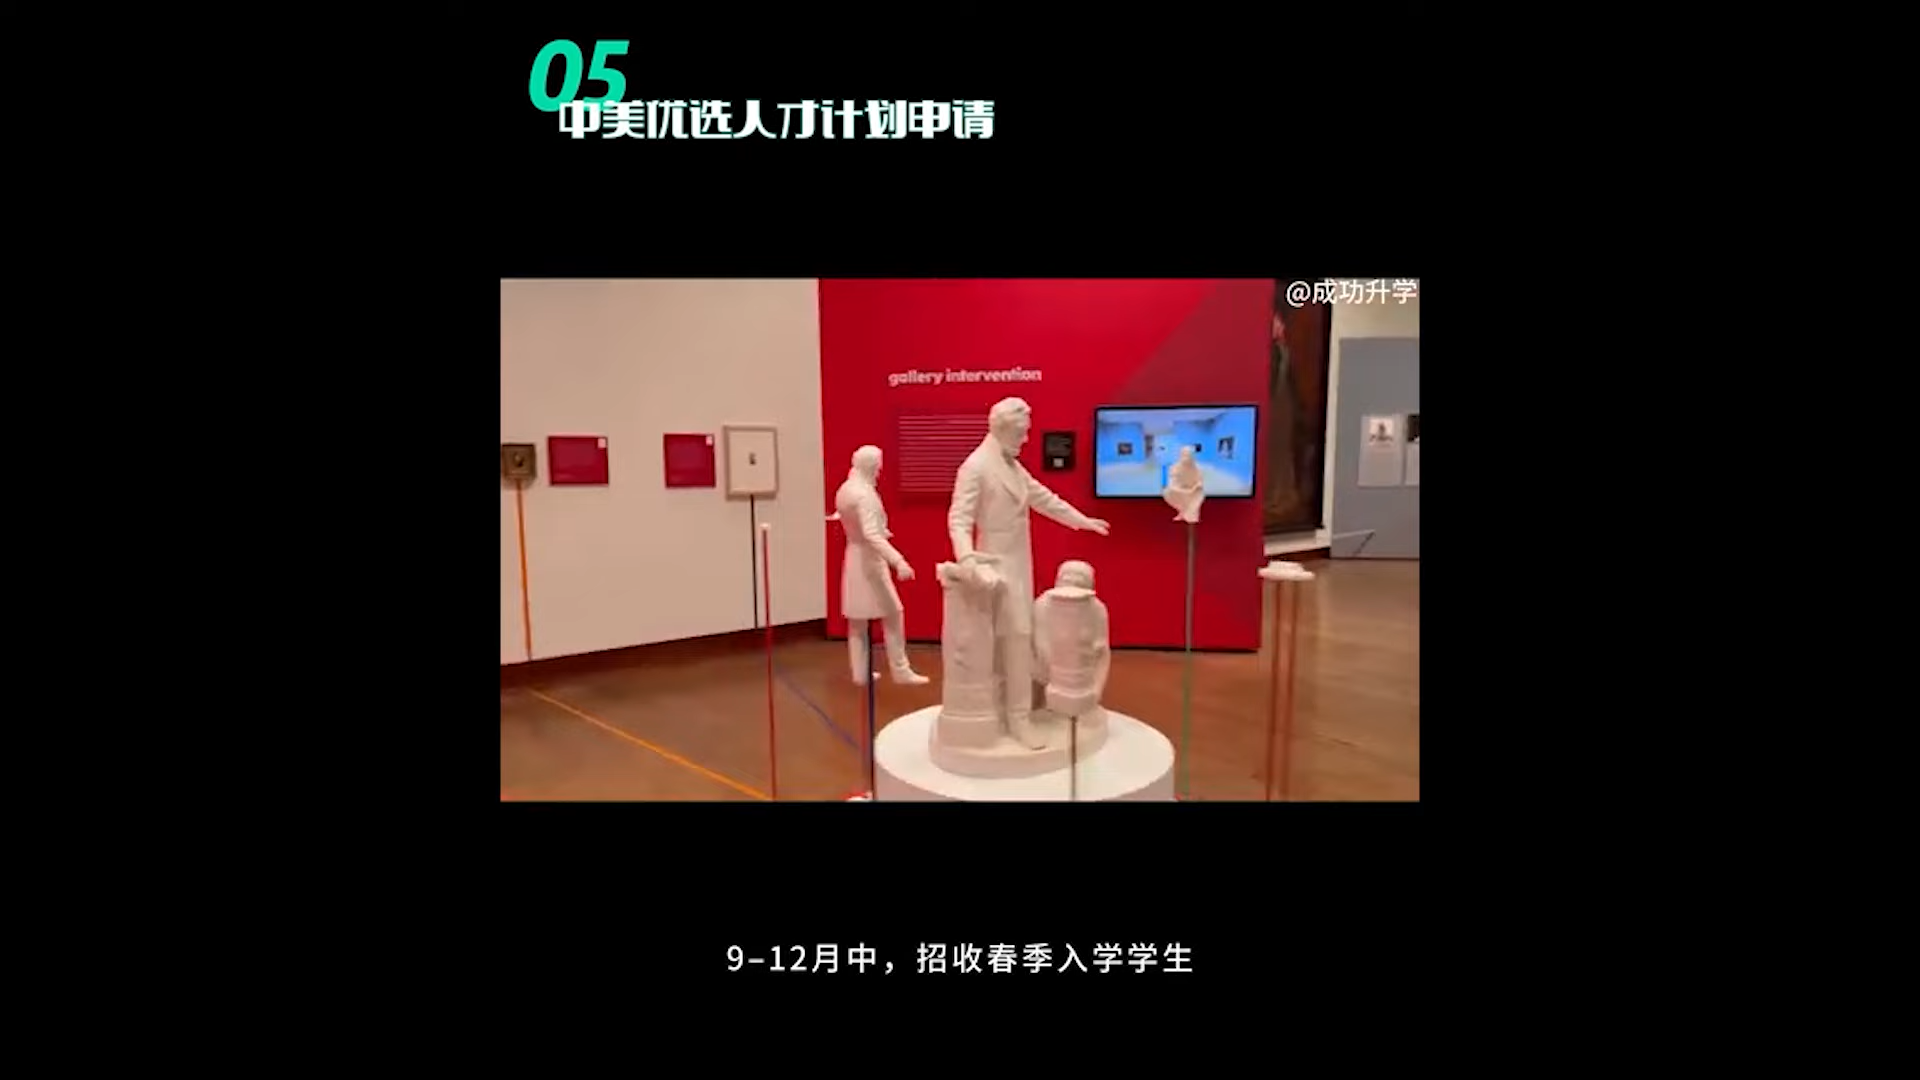 05
中美优选人才计划申请
@成功升学
gallery intervention
9–12月中，招收春季入学学生